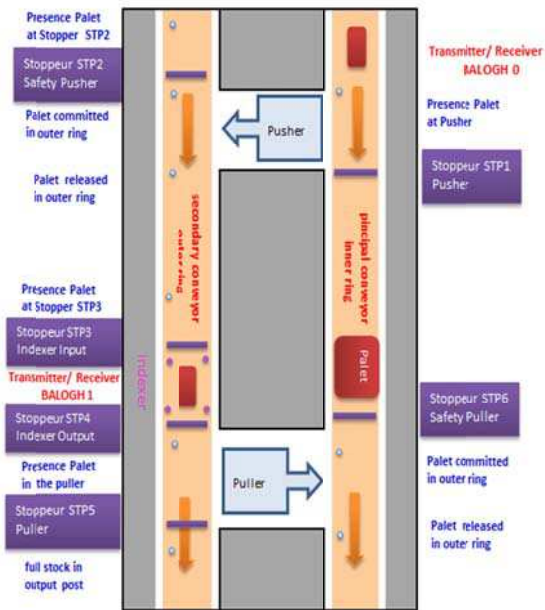 Presence Palet
at Stopper STP2
Stoppeur STP2
Safety Pusher
Palet committed
in outer ring
Palet released
in outer ring
Presence Palet
at Stopper STP3
Stoppeur STP3
Indexer Input
Transmitter/ Receiver
BALOGH 1
Stoppeur STP4
Indexer Output
Presence Palet
in the puller
Stoppeur STP5
Puller
full stock in
output post
indexer
secondary conveyor
outer ring
Pusher
Puller
pincipal conveyor
inner ring
Palet
Transmitter/ Receiver
BALOGH 0
Presence Palet
at Pusher
Stoppeur STP1
Pusher
Stoppeur STP6
Safety Puller
Palet committed
in outer ring
Palet released
in outer ring